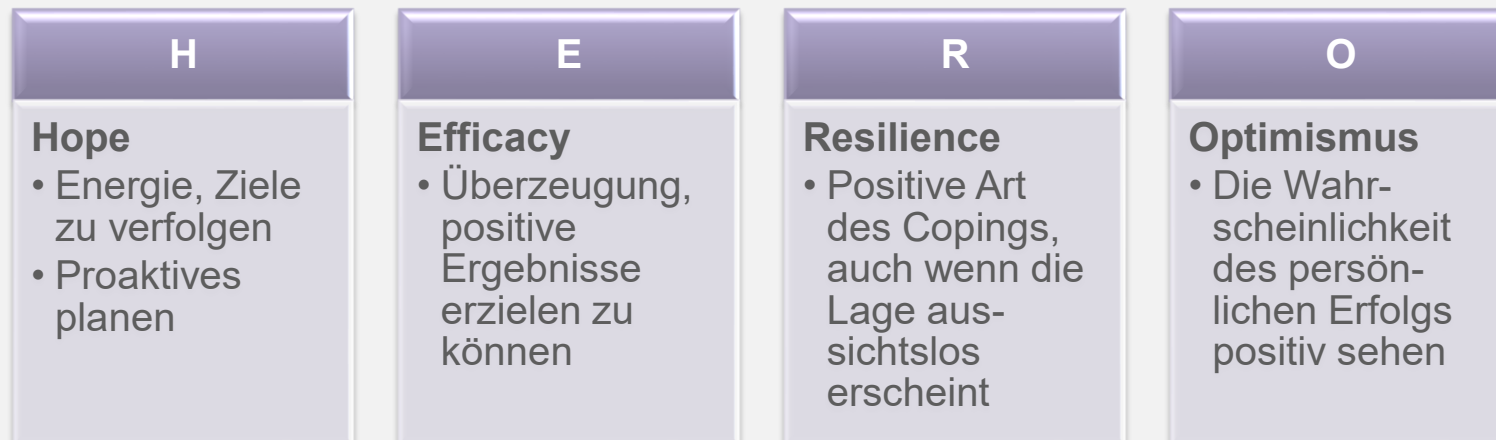 H
Hope
• Energie, Ziele
zu verfolgen
• Proaktives
planen
E
Efficacy
• Überzeugung,
positive
Ergebnisse
erzielen zu
können
R
Resilience
• Positive Art
des Copings,
auch wenn die
Lage aus-
sichtslos
erscheint
O
Optimismus
• Die Wahr-
scheinlichkeit
des persön-
lichen Erfolgs
positiv sehen